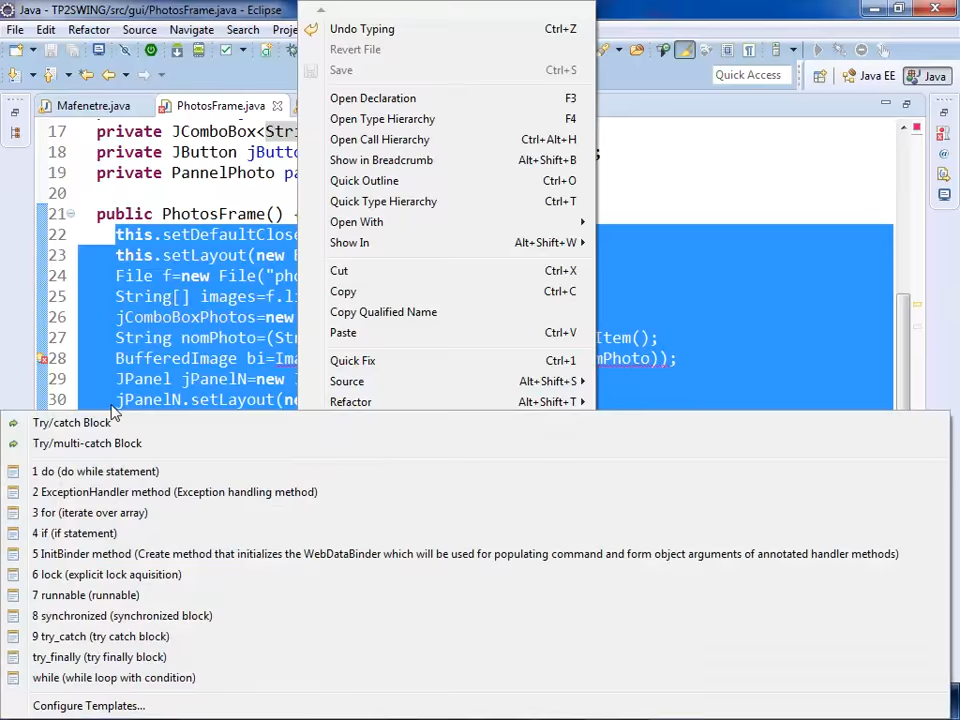 Java - TP2SWING/src/gui/PhotosFrame.java - Eclipse
File Edit Refactor Source Navigate Search Proje
Quick Access Java EE Java
Mafenetre.java PhotosFrame.java
17 private JComboBox<Stri
18 private JButton jButto ;
19 private PannelPhoto pa
20
21 public PhotosFrame() {
22 this.setDefaultClose
23 this.setLayout(new B
24 File f=new File("pho
25 String[] images=f.li
26 jComboBoxPhotos=new
27 String nomPhoto=(Str Item();
28 BufferedImage bi=Ima mPhoto));
29 JPanel jPanelN=new J
30 jPanelN.setLayout(ne
Undo Typing Ctrl+Z
Revert File
Save Ctrl+S
Open Declaration F3
Open Type Hierarchy F4
Open Call Hierarchy Ctrl+Alt+H
Show in Breadcrumb Alt+Shift+B
Quick Outline Ctrl+O
Quick Type Hierarchy Ctrl+T
Open With
Show In Alt+Shift+W
Cut Ctrl+X
Copy Ctrl+C
Copy Qualified Name
Paste Ctrl+V
Quick Fix Ctrl+1
Source Alt+Shift+S
Refactor Alt+Shift+T
Try/catch Block
Try/multi-catch Block
1 do (do while statement)
2 ExceptionHandler method (Exception handling method)
3 for (iterate over array)
4 if (if statement)
5 InitBinder method (Create method that initializes the WebDataBinder which will be used for populating command and form object arguments of annotated handler methods)
6 lock (explicit lock aquisition)
7 runnable (runnable)
8 synchronized (synchronized block)
9 try_catch (try catch block)
try_finally (try finally block)
while (while loop with condition)
Configure Templates...